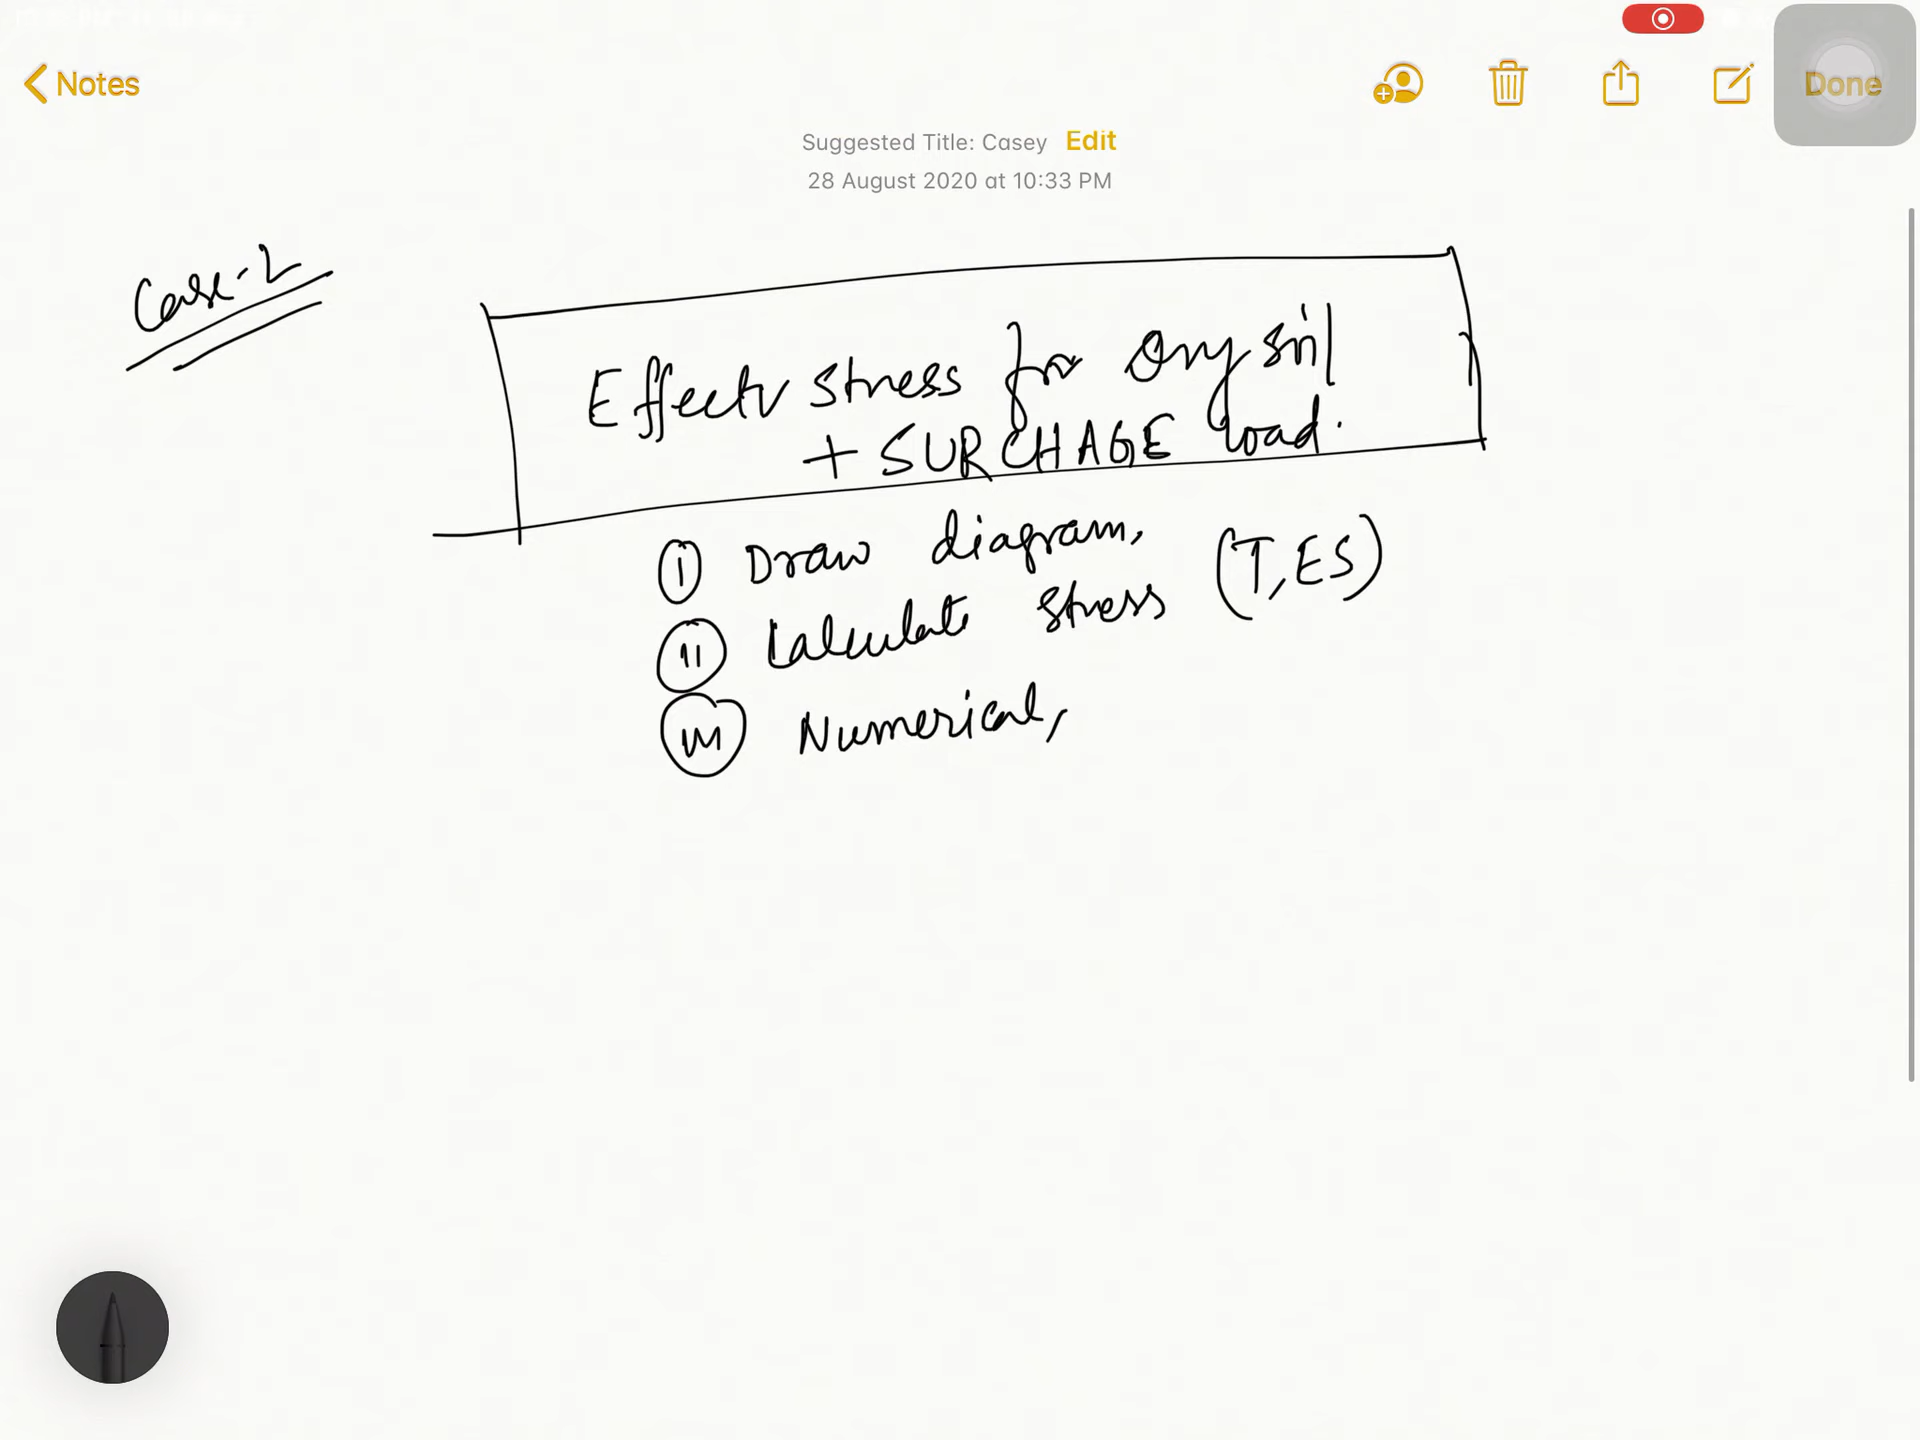 Notes
Done
Suggested Title: Casey Edit
28 August 2020 at 10:33 PM
Case-2
Effectv stress for Dry soil
+ SURCHAGE load.
(i) Draw diagram,
(ii) Calculate stress (T, ES)
(iii) Numerical,